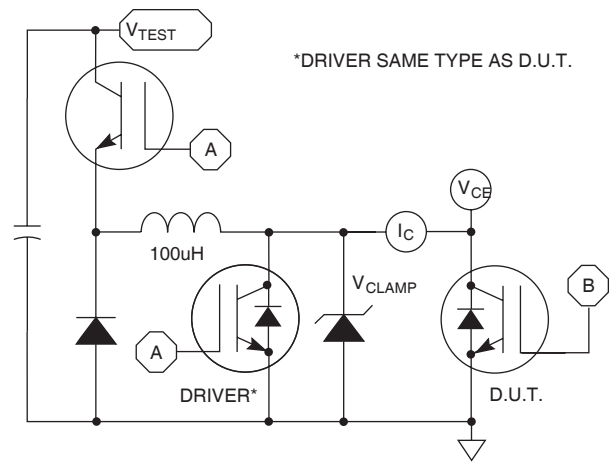 V_TEST
*DRIVER SAME TYPE AS D.U.T.
A
V_CE
I_C
100uH
V_CLAMP
B
A
DRIVER*
D.U.T.